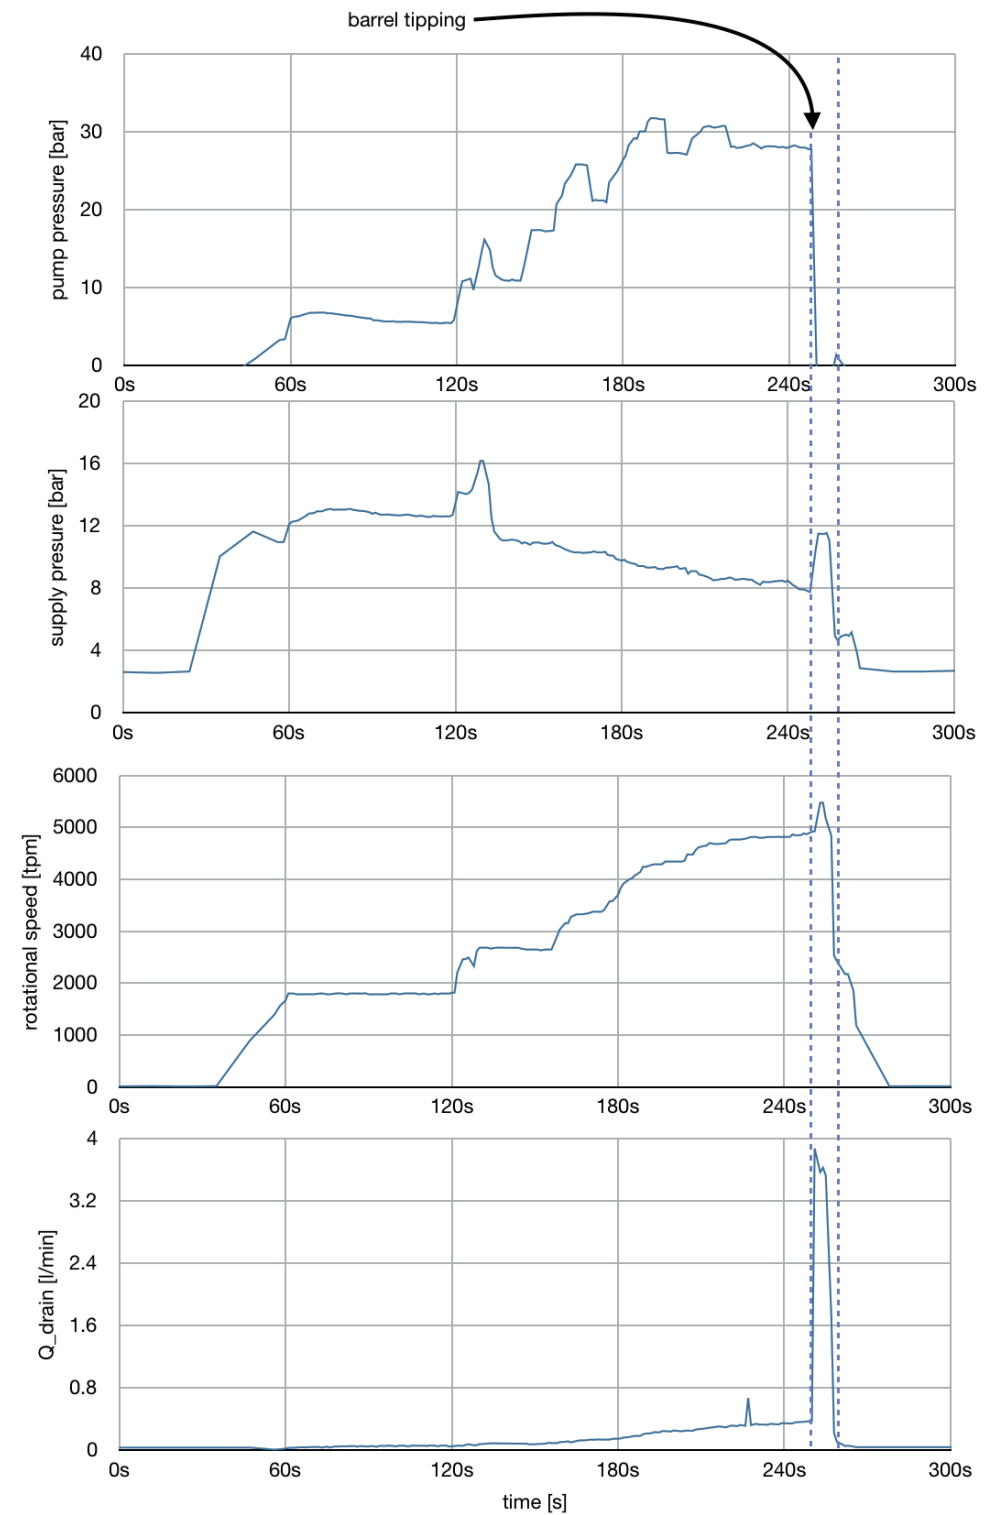 barrel tipping
40
30
20
10
0
pump pressure [bar]
0s 60s 120s 180s 240s 300s
20
16
12
8
4
0
supply presure [bar]
0s 60s 120s 180s 240s 300s
6000
5000
4000
3000
2000
1000
0
rotational speed [tpm]
0s 60s 120s 180s 240s 300s
4
3.2
2.4
1.6
0.8
0
Q_drain [l/min]
0s 60s 120s 180s 240s 300s
time [s]